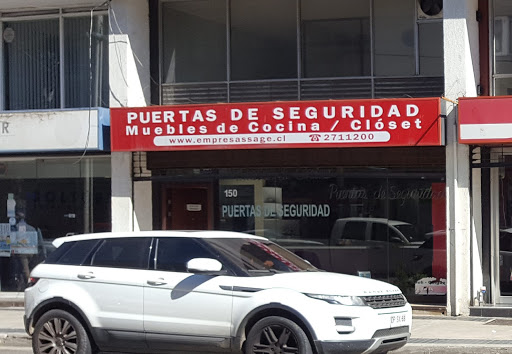 PUERTAS DE SEGURIDAD
Muebles de Cocina / Clóset
www.empresassage.cl ☎2711200
150
PUERTAS DE SEGURIDAD
Puertas de Seguridad